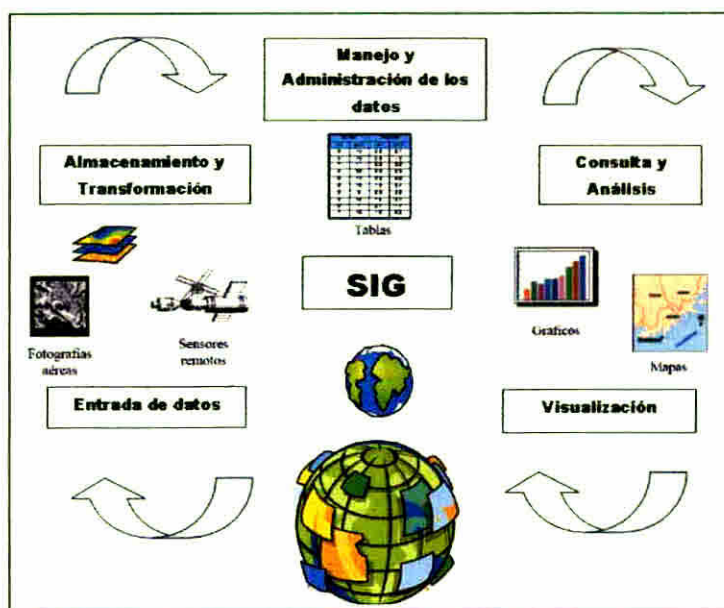 Manejo y
Administración de los
datos
Almacenamiento y
Transformación
Consulta y
Análisis
Tablas
SIG
Fotografías
aéreas
Sensores
remotos
Gráficos
Mapas
Entrada de datos
Visualización